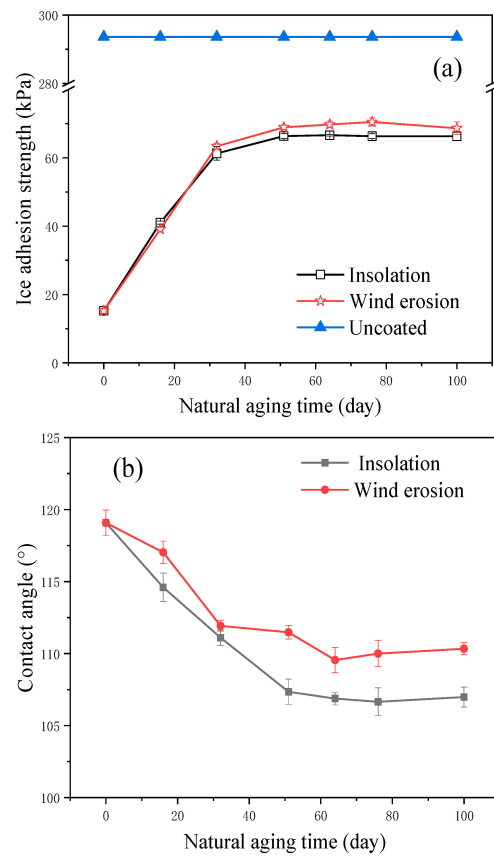 300
(a)
280
60
40
20
0
Ice adhesion strength (kPa)
Insolation
Wind erosion
Uncoated
0 20 40 60 80 100
Natural aging time (day)
125
(b)
Insolation
Wind erosion
120
115
110
105
100
Contact angle (°)
0 20 40 60 80 100
Natural aging time (day)